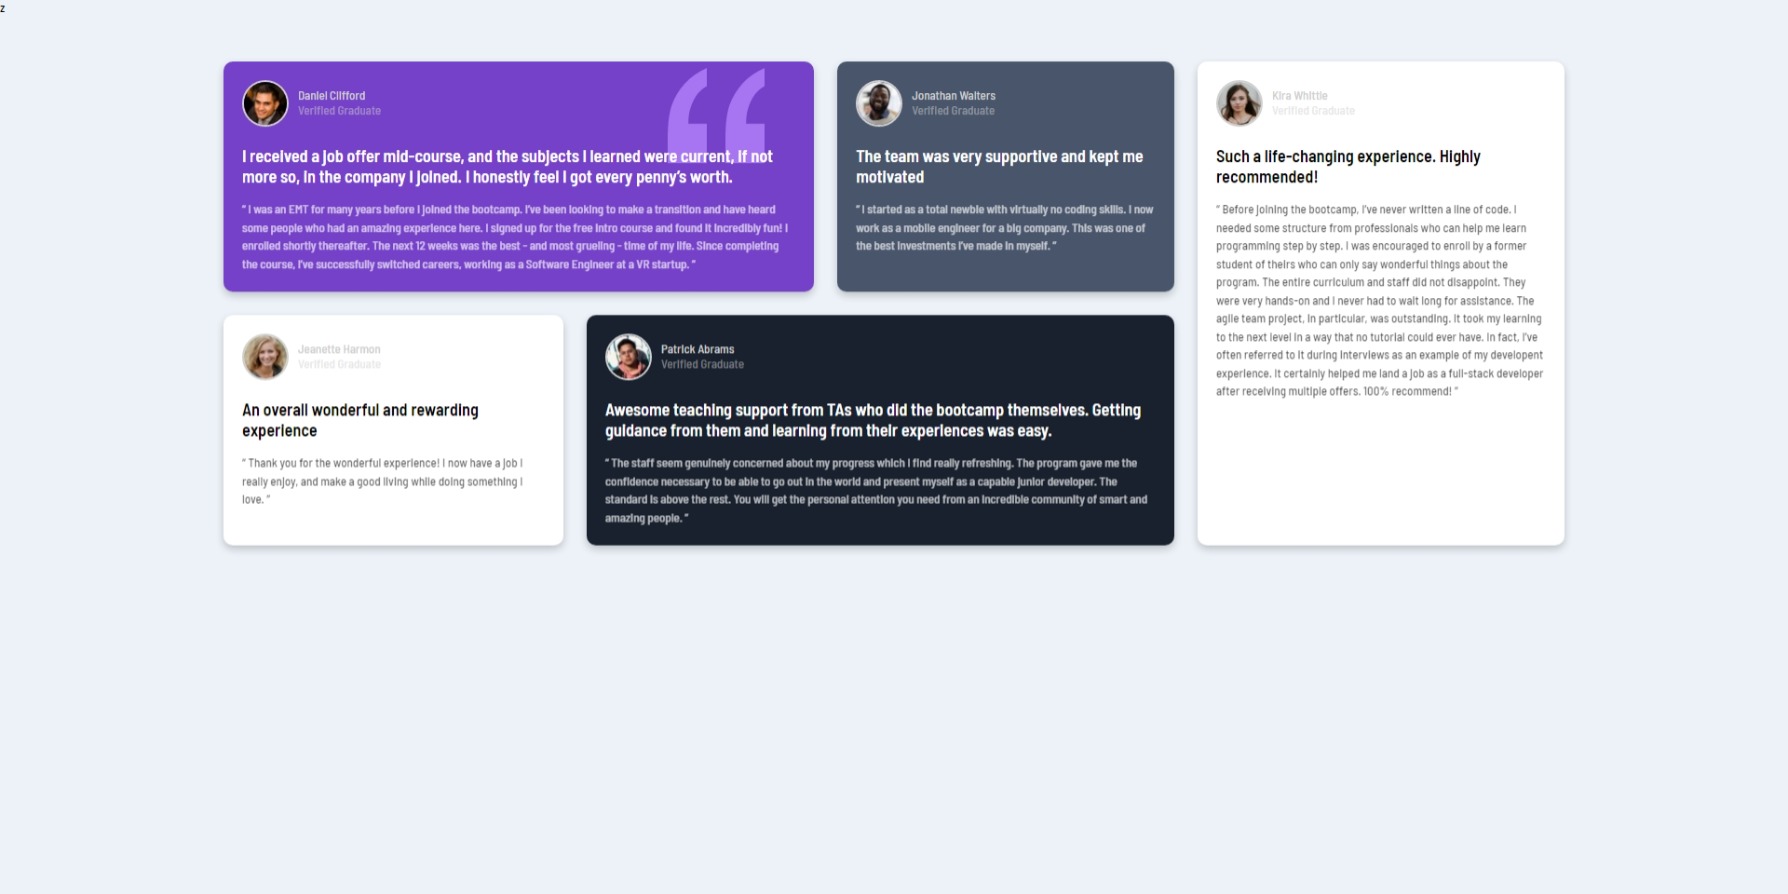 z
Daniel Clifford
Verified Graduate
I received a job offer mid-course, and the subjects I learned were current, if not
more so, in the company I joined. I honestly feel I got every penny’s worth.
“ I was an EMT for many years before I joined the bootcamp. I’ve been looking to make a transition and have heard
some people who had an amazing experience here. I signed up for the free intro course and found it incredibly fun! I
enrolled shortly thereafter. The next 12 weeks was the best - and most grueling - time of my life. Since completing
the course, I’ve successfully switched careers, working as a Software Engineer at a VR startup. ”
Jonathan Walters
Verified Graduate
The team was very supportive and kept me
motivated
“ I started as a total newbie with virtually no coding skills. I now
work as a mobile engineer for a big company. This was one of
the best investments I’ve made in myself. ”
Kira Whittle
Verified Graduate
Such a life-changing experience. Highly
recommended!
“ Before joining the bootcamp, I’ve never written a line of code. I
needed some structure from professionals who can help me learn
programming step by step. I was encouraged to enroll by a former
student of theirs who can only say wonderful things about the
program. The entire curriculum and staff did not disappoint. They
were very hands-on and I never had to wait long for assistance. The
agile team project, in particular, was outstanding. It took my learning
to the next level in a way that no tutorial could ever have. In fact, I’ve
often referred to it during interviews as an example of my developent
experience. It certainly helped me land a job as a full-stack developer
after receiving multiple offers. 100% recommend! ”
Jeanette Harmon
Verified Graduate
An overall wonderful and rewarding
experience
“ Thank you for the wonderful experience! I now have a job I
really enjoy, and make a good living while doing something I
love. ”
Patrick Abrams
Verified Graduate
Awesome teaching support from TAs who did the bootcamp themselves. Getting
guidance from them and learning from their experiences was easy.
“ The staff seem genuinely concerned about my progress which I find really refreshing. The program gave me the
confidence necessary to be able to go out in the world and present myself as a capable junior developer. The
standard is above the rest. You will get the personal attention you need from an incredible community of smart and
amazing people. ”